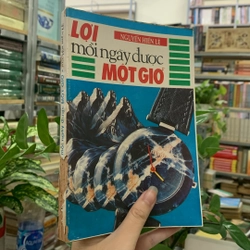 NGUYỄN HIẾN LÊ
LỢI
mỗi ngày được
MỘT GIỜ